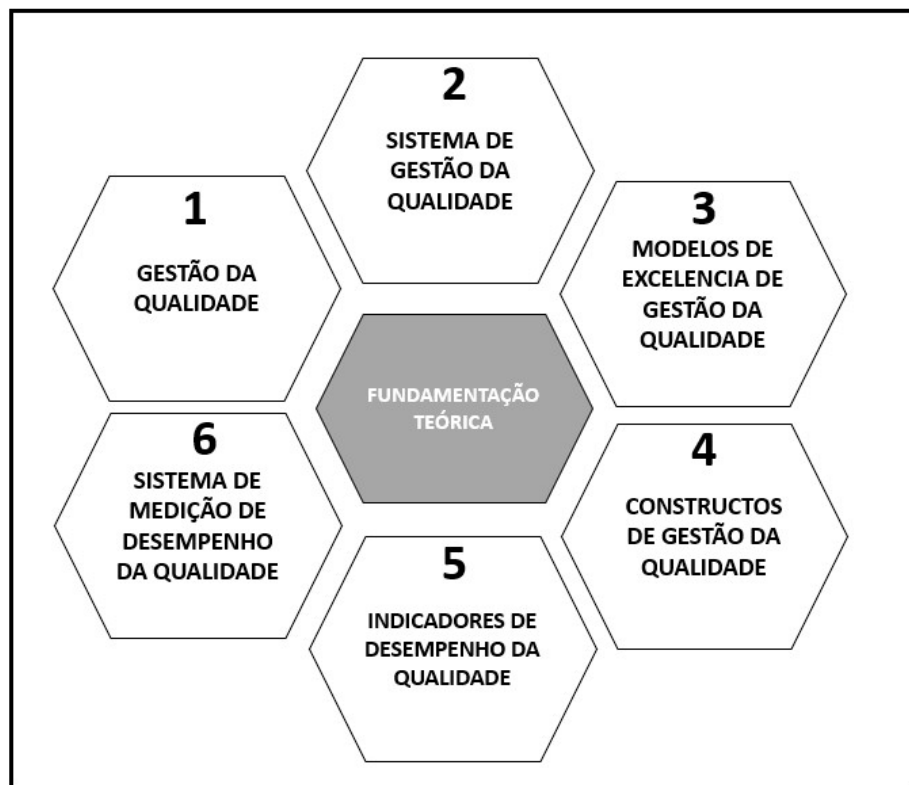 1
GESTÃO DA
QUALIDADE
2
SISTEMA DE
GESTÃO DA
QUALIDADE
3
MODELOS DE
EXCELENCIA DE
GESTÃO DA
QUALIDADE
4
CONSTRUCTOS
DE GESTÃO DA
QUALIDADE
5
INDICADORES DE
DESEMPENHO DA
QUALIDADE
6
SISTEMA DE
MEDIÇÃO DE
DESEMPENHO
DA QUALIDADE
FUNDAMENTAÇÃO
TEÓRICA